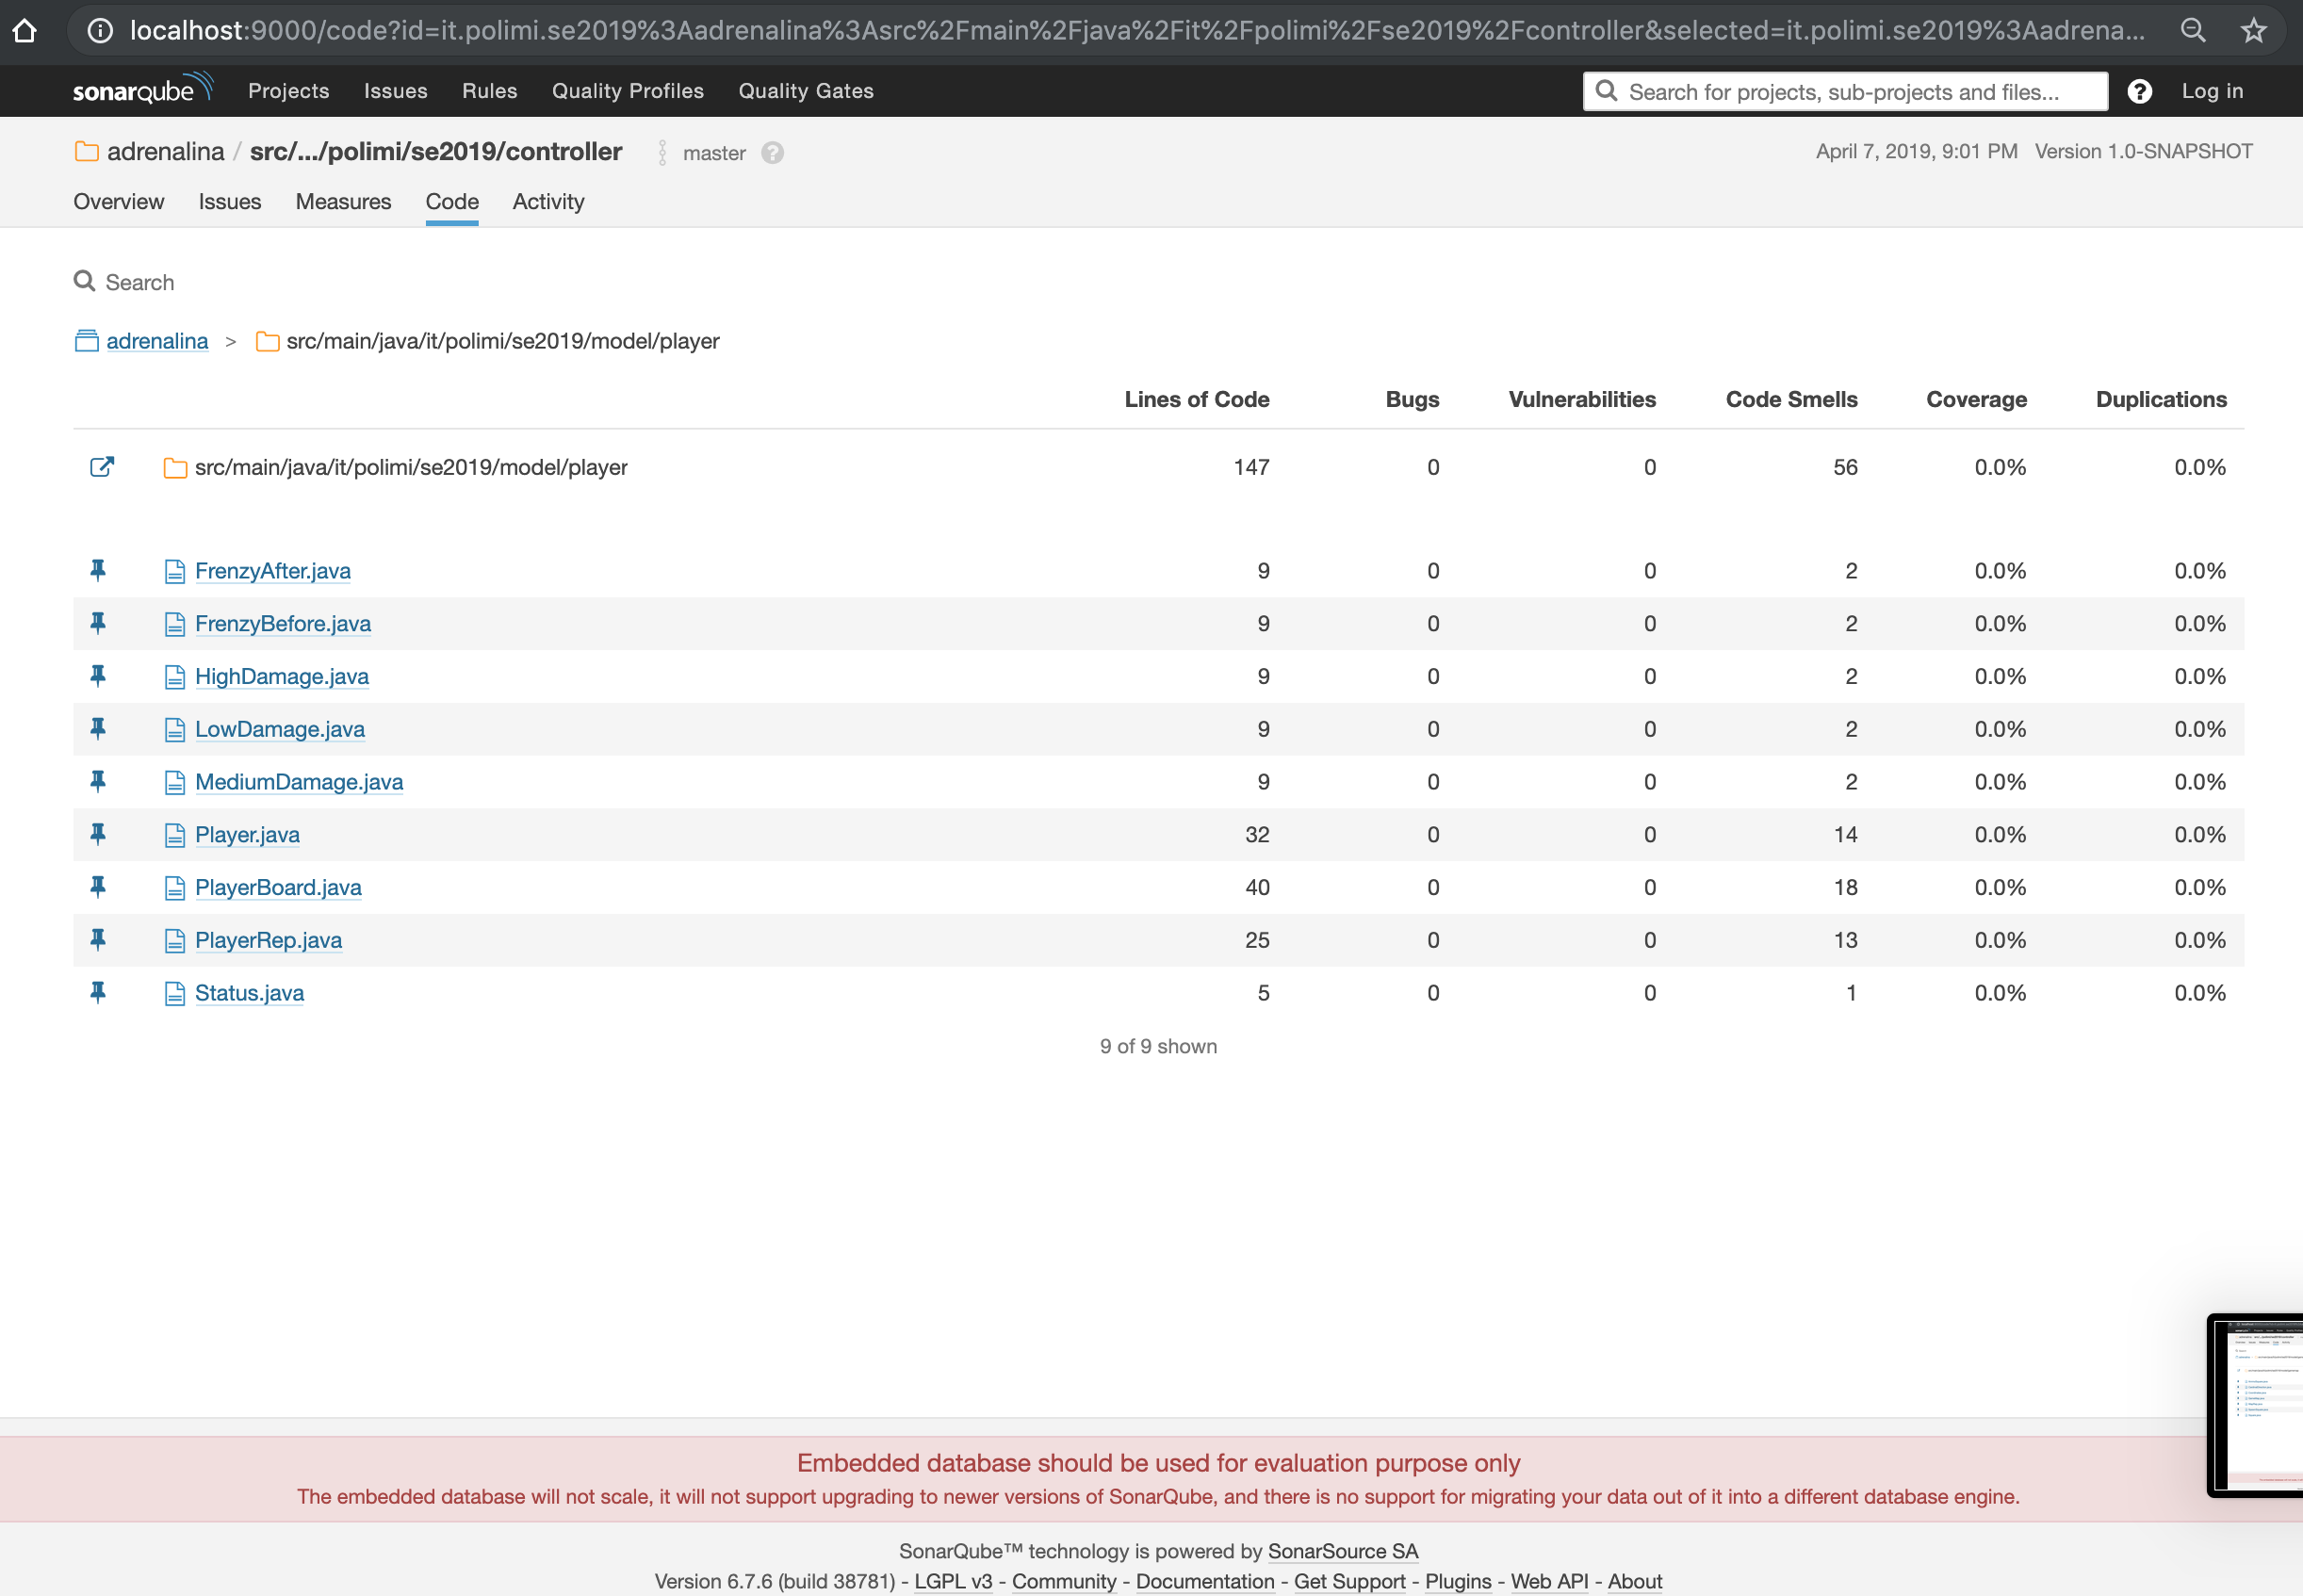 localhost:9000/code?id=it.polimi.se2019%3Aadrenalina%3Asrc%2Fmain%2Fjava%2Fit%2Fpolimi%2Fse2019%2Fcontroller&selected=it.polimi.se2019%3Aadrena...
sonarqube Projects Issues Rules Quality Profiles Quality Gates Search for projects, sub-projects and files... ? Log in
adrenalina / src/.../polimi/se2019/controller master ? April 7, 2019, 9:01 PM Version 1.0-SNAPSHOT
Overview Issues Measures Code Activity
Search
adrenalina > src/main/java/it/polimi/se2019/model/player
Lines of Code Bugs Vulnerabilities Code Smells Coverage Duplications
src/main/java/it/polimi/se2019/model/player 147 0 0 56 0.0% 0.0%
FrenzyAfter.java 9 0 0 2 0.0% 0.0%
FrenzyBefore.java 9 0 0 2 0.0% 0.0%
HighDamage.java 9 0 0 2 0.0% 0.0%
LowDamage.java 9 0 0 2 0.0% 0.0%
MediumDamage.java 9 0 0 2 0.0% 0.0%
Player.java 32 0 0 14 0.0% 0.0%
PlayerBoard.java 40 0 0 18 0.0% 0.0%
PlayerRep.java 25 0 0 13 0.0% 0.0%
Status.java 5 0 0 1 0.0% 0.0%
9 of 9 shown
Embedded database should be used for evaluation purpose only
The embedded database will not scale, it will not support upgrading to newer versions of SonarQube, and there is no support for migrating your data out of it into a different database engine.
SonarQube™ technology is powered by SonarSource SA
Version 6.7.6 (build 38781) - LGPL v3 - Community - Documentation - Get Support - Plugins - Web API - About